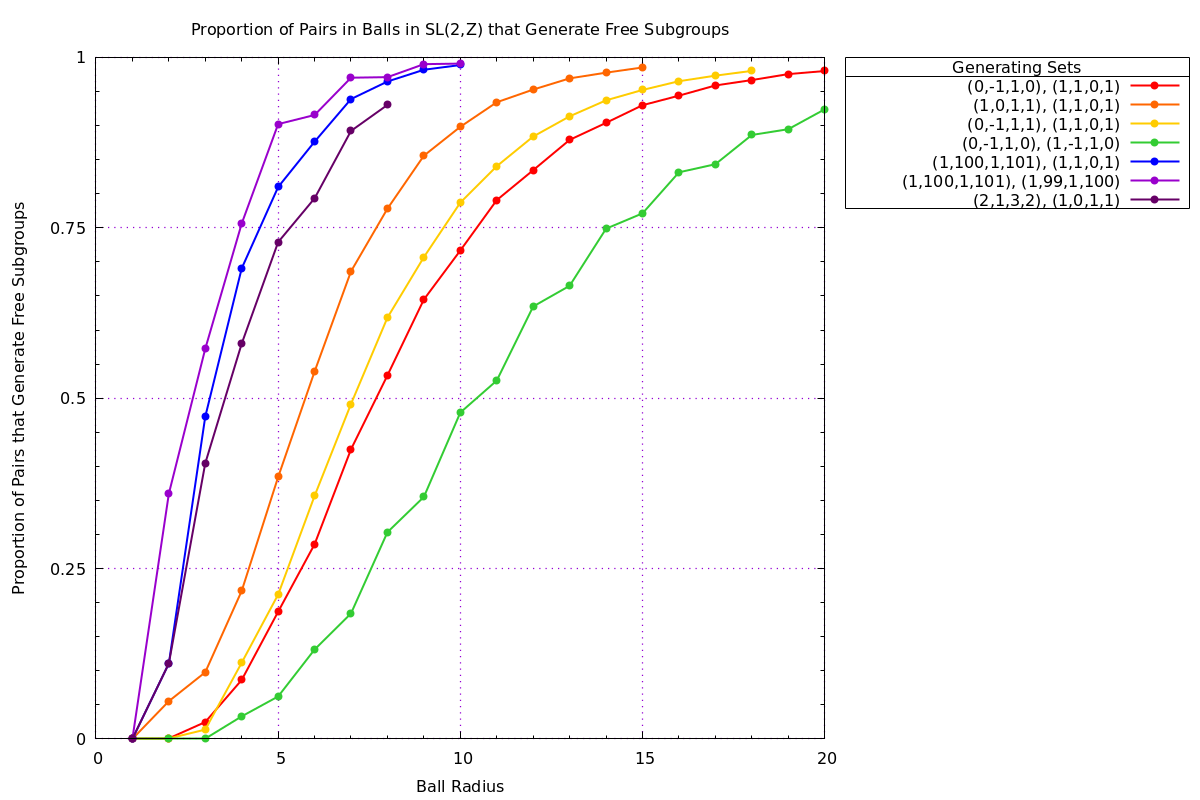 Proportion of Pairs in Balls in SL(2,Z) that Generate Free Subgroups
Generating Sets
(0,-1,1,0), (1,1,0,1)
(1,0,1,1), (1,1,0,1)
(0,-1,1,1), (1,1,0,1)
(0,-1,1,0), (1,-1,1,0)
(1,100,1,101), (1,1,0,1)
(1,100,1,101), (1,99,1,100)
(2,1,3,2), (1,0,1,1)
Proportion of Pairs that Generate Free Subgroups
1
0.75
0.5
0.25
0
0 5 10 15 20
Ball Radius